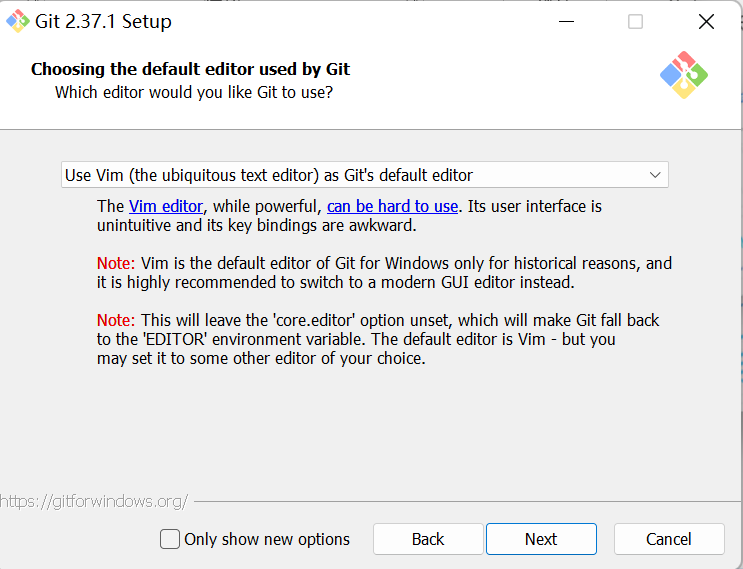 Git 2.37.1 Setup
Choosing the default editor used by Git
Which editor would you like Git to use?
Use Vim (the ubiquitous text editor) as Git's default editor
The Vim editor, while powerful, can be hard to use. Its user interface is
unintuitive and its key bindings are awkward.
Note: Vim is the default editor of Git for Windows only for historical reasons, and
it is highly recommended to switch to a modern GUI editor instead.
Note: This will leave the 'core.editor' option unset, which will make Git fall back
to the 'EDITOR' environment variable. The default editor is Vim - but you
may set it to some other editor of your choice.
https://gitforwindows.org/
Only show new options
Back
Next
Cancel